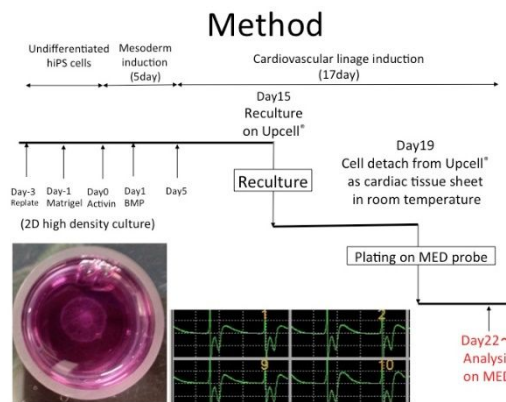 Method
Undifferentiated
hiPS cells
Mesoderm
induction
(5day)
Cardiovascular linage induction
(17day)
Day15
Reculture
on Upcell®
Day19
Cell detach from Upcell®
as cardiac tissue sheet
in room temperature
Reculture
Day-3
Replate
Day-1
Matrigel
Day0
Activin
Day1
BMP
Day5
(2D high density culture)
Plating on MED probe
1
2
9
10
Day22~
Analysis
on MED